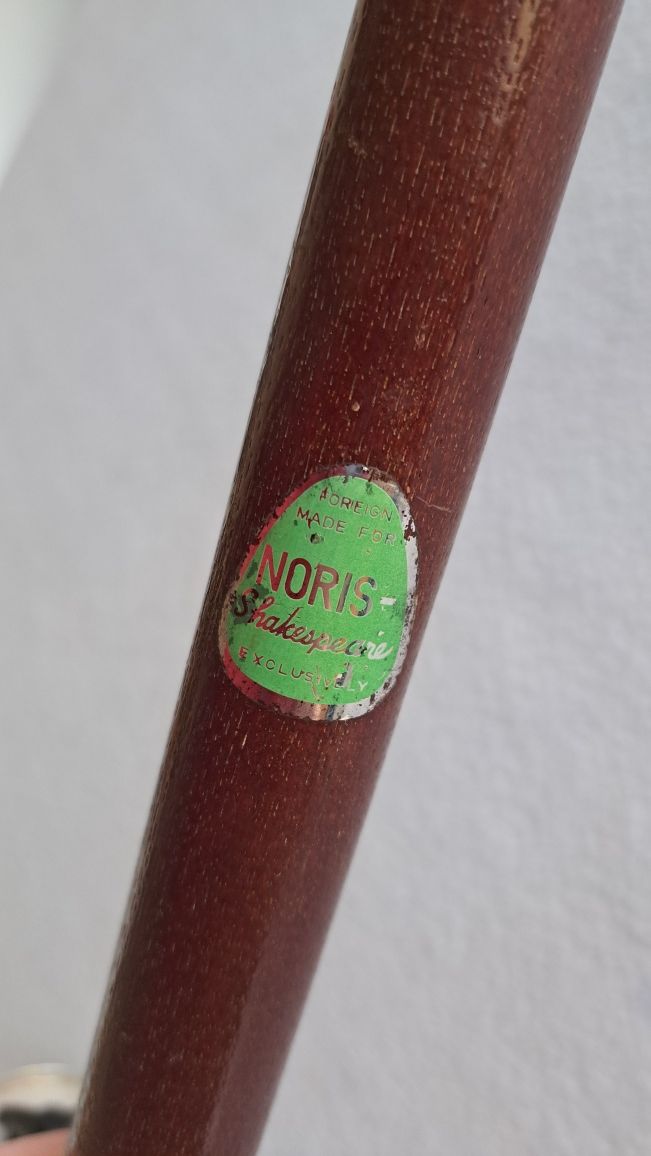 FOREIGN
MADE FOR
NORIS-
Shakespeare
EXCLUSIVELY